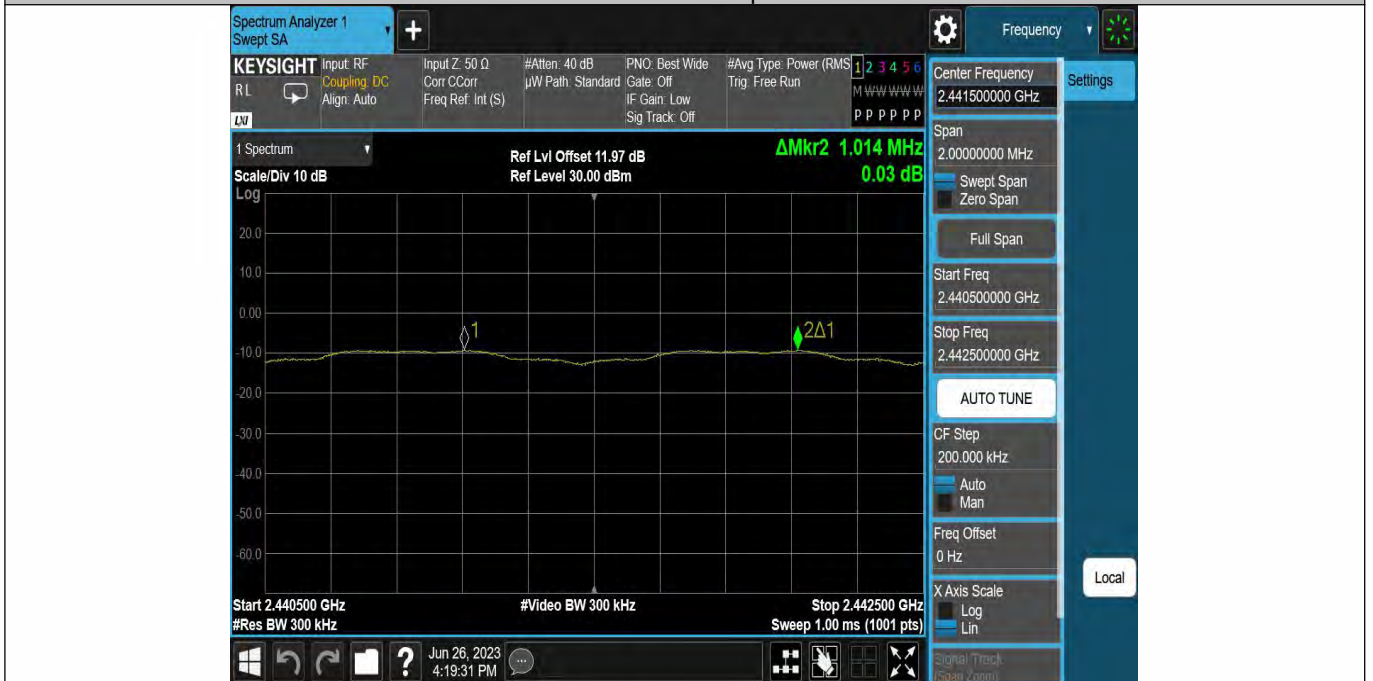 Spectrum Analyzer 1
Swept SA
+
Frequency
KEYSIGHT
RL
LXI
Input: RF
Coupling: DC
Align: Auto
Input Z: 50 Ω
Corr CCorr
Freq Ref: Int (S)
#Atten: 40 dB
µW Path: Standard
PNO: Best Wide
Gate: Off
IF Gain: Low
Sig Track: Off
#Avg Type: Power (RMS
Trig: Free Run
1 2 3 4 5 6
M W W W W W
P P P P P P
1 Spectrum
Scale/Div 10 dB
Ref Lvl Offset 11.97 dB
Ref Level 30.00 dBm
ΔMkr2 1.014 MHz
0.03 dB
Log
20.0
10.0
0.00
-10.0
-20.0
-30.0
-40.0
-50.0
-60.0
1
2Δ1
Start 2.440500 GHz
#Res BW 300 kHz
#Video BW 300 kHz
Stop 2.442500 GHz
Sweep 1.00 ms (1001 pts)
Jun 26, 2023
4:19:31 PM
?
Center Frequency
2.441500000 GHz
Settings
Span
2.00000000 MHz
Swept Span
Zero Span
Full Span
Start Freq
2.440500000 GHz
Stop Freq
2.442500000 GHz
AUTO TUNE
CF Step
200.000 kHz
Auto
Man
Freq Offset
0 Hz
X Axis Scale
Log
Lin
Local
Signal Track
(Span Zoom)